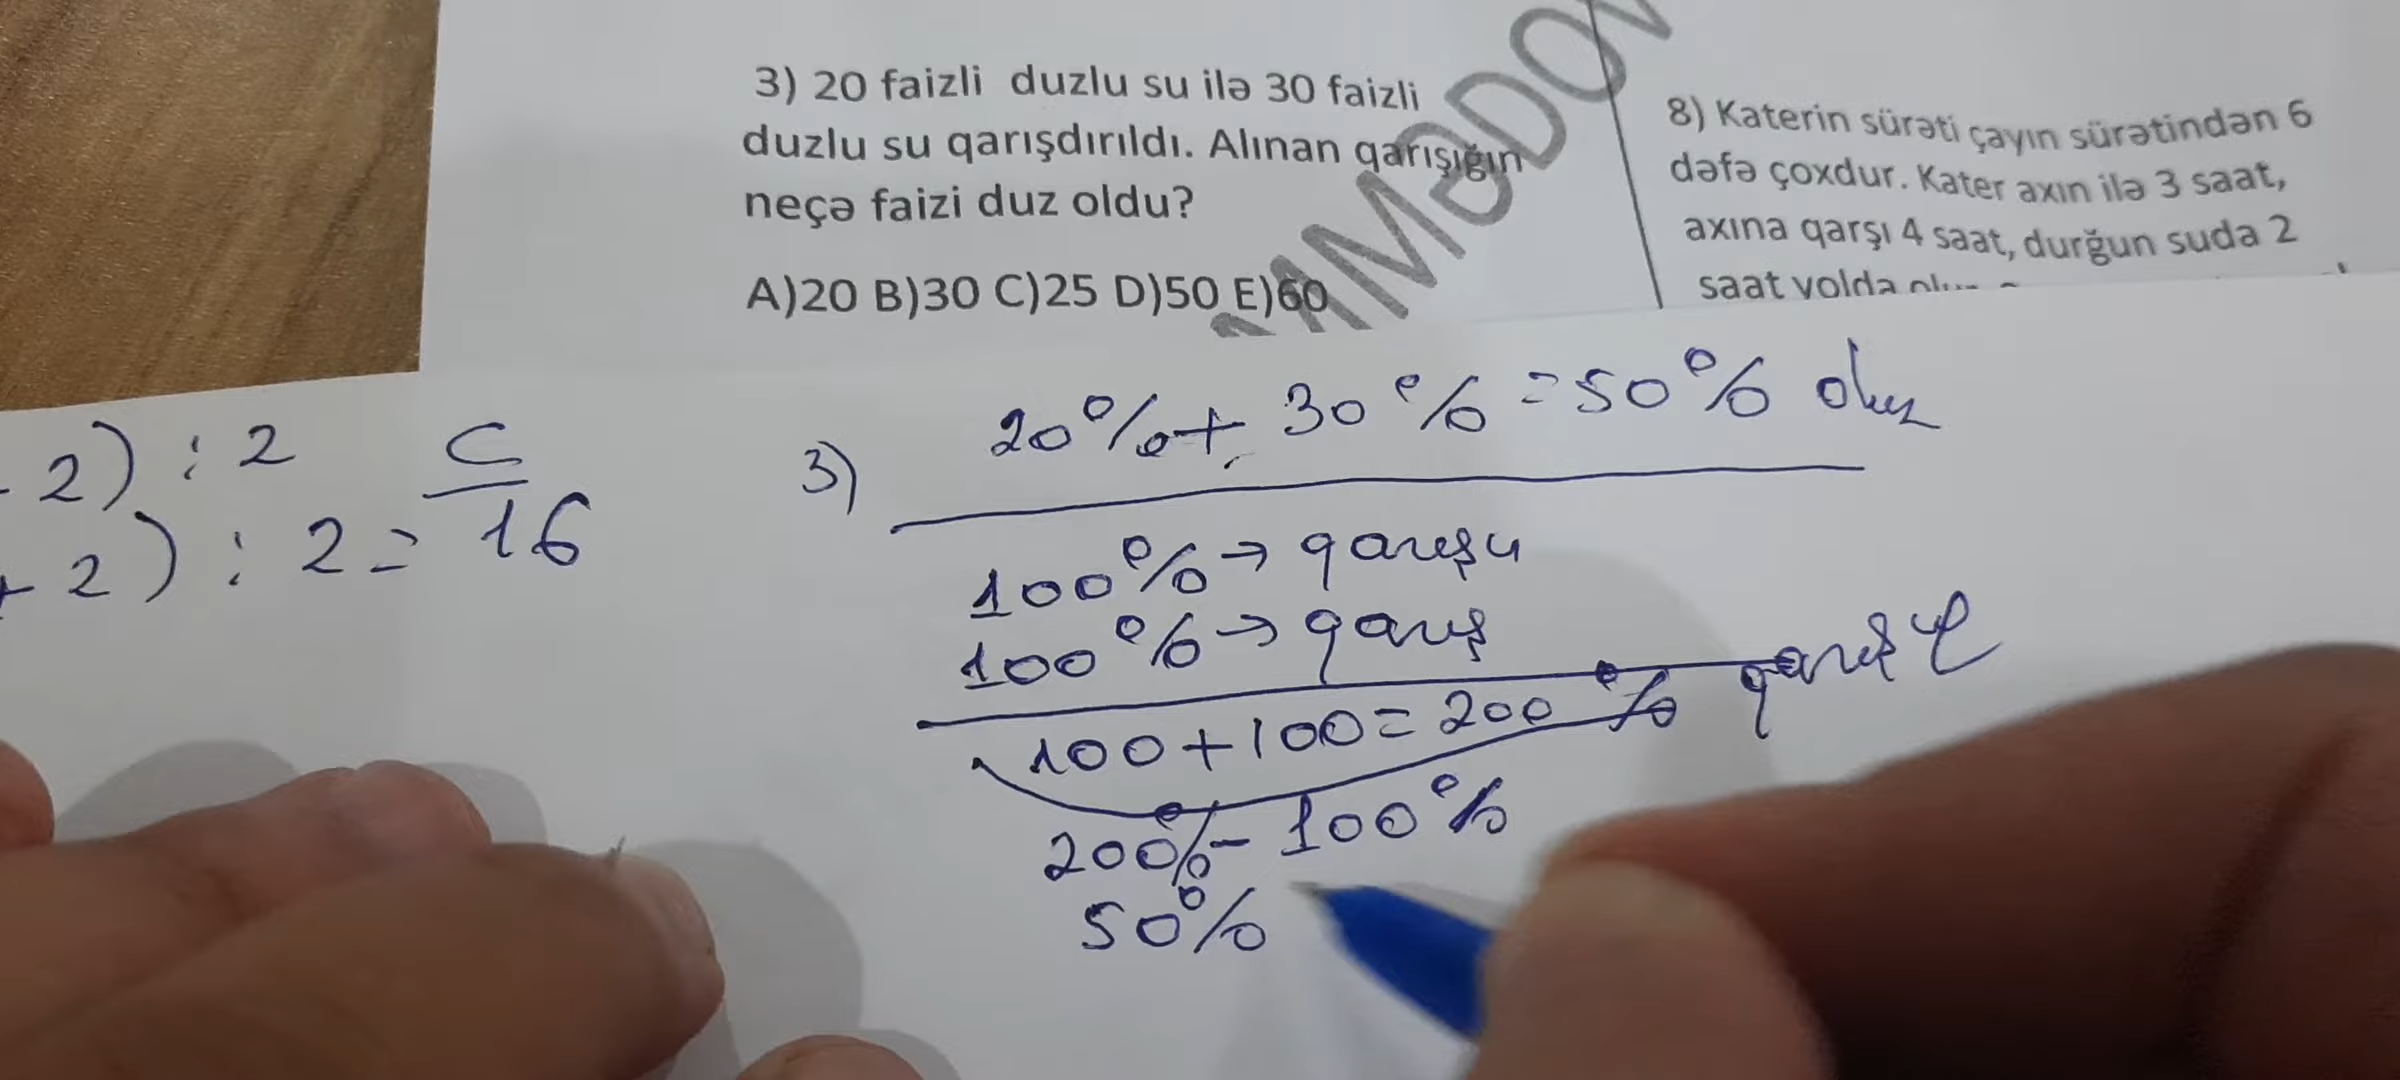 3) 20 faizli duzlu su ilə 30 faizli
duzlu su qarışdırıldı. Alınan qarışığın
neçə faizi duz oldu?
A)20 B)30 C)25 D)50 E)60
8) Katerin sürəti çayın sürətindən 6
dəfə çoxdur. Kater axın ilə 3 saat,
axına qarşı 4 saat, durğun suda 2
saat yolda
- 2) : 2 C
+ 2) : 2 = 16
3) 20% + 30% = 50%
100% → qarışı
100% → qarış
100 + 100 = 200 %
200% - 100%
50%